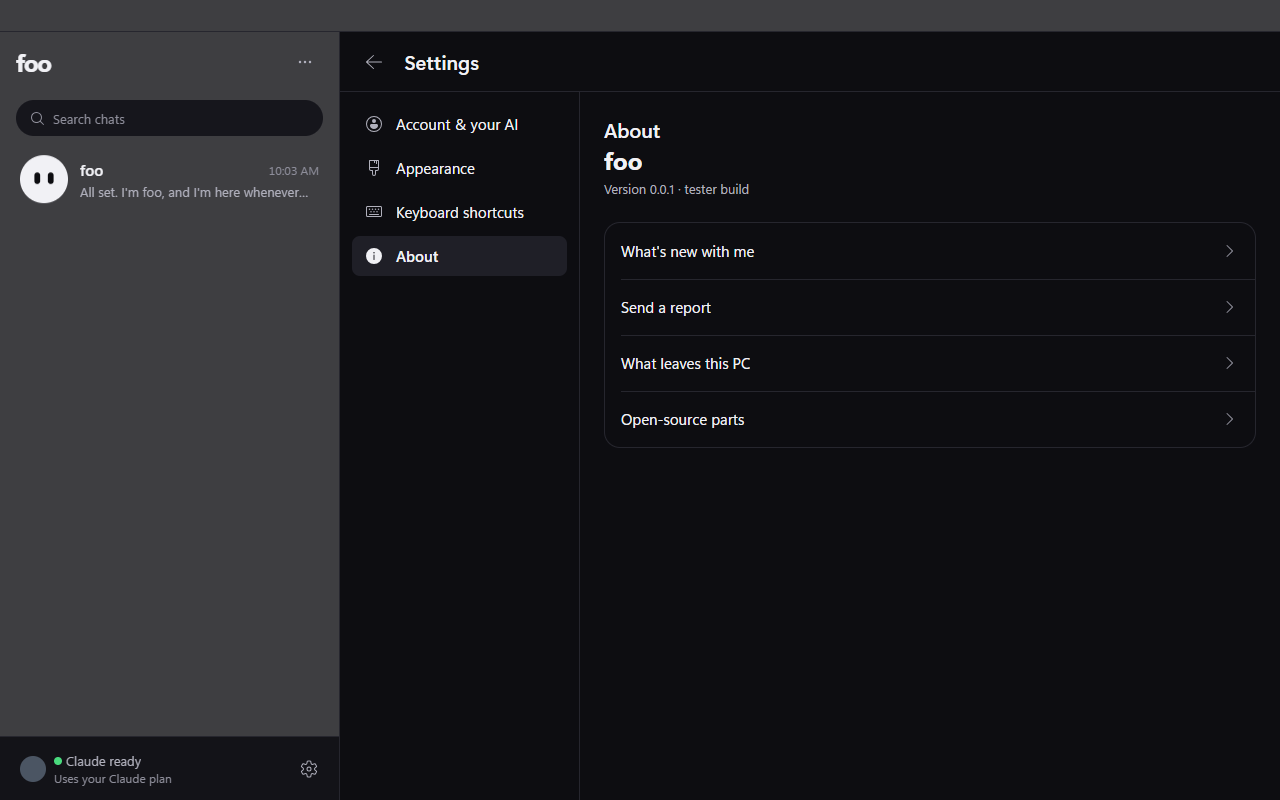 foo
...
Search chats
foo
10:03 AM
All set. I'm foo, and I'm here whenever...
Claude ready
Uses your Claude plan
Settings
Account & your AI
Appearance
Keyboard shortcuts
About
About
foo
Version 0.0.1 · tester build
What's new with me
Send a report
What leaves this PC
Open-source parts